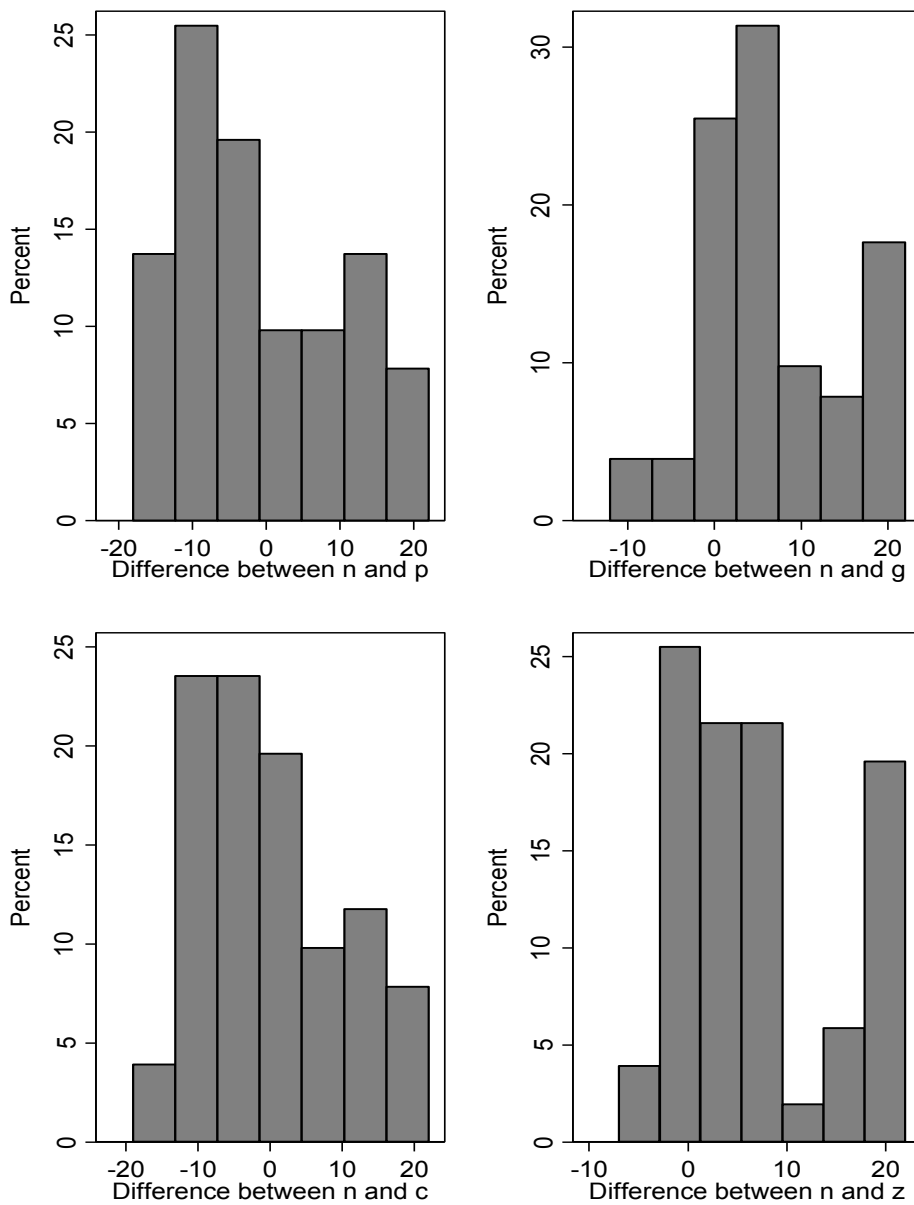 25
20
15
10
5
0
Percent
-20 -10 0 10 20
Difference between n and p
30
20
10
0
Percent
-10 0 10 20
Difference between n and g
25
20
15
10
5
0
Percent
-20 -10 0 10 20
Difference between n and c
25
20
15
10
5
0
Percent
-10 0 10 20
Difference between n and z